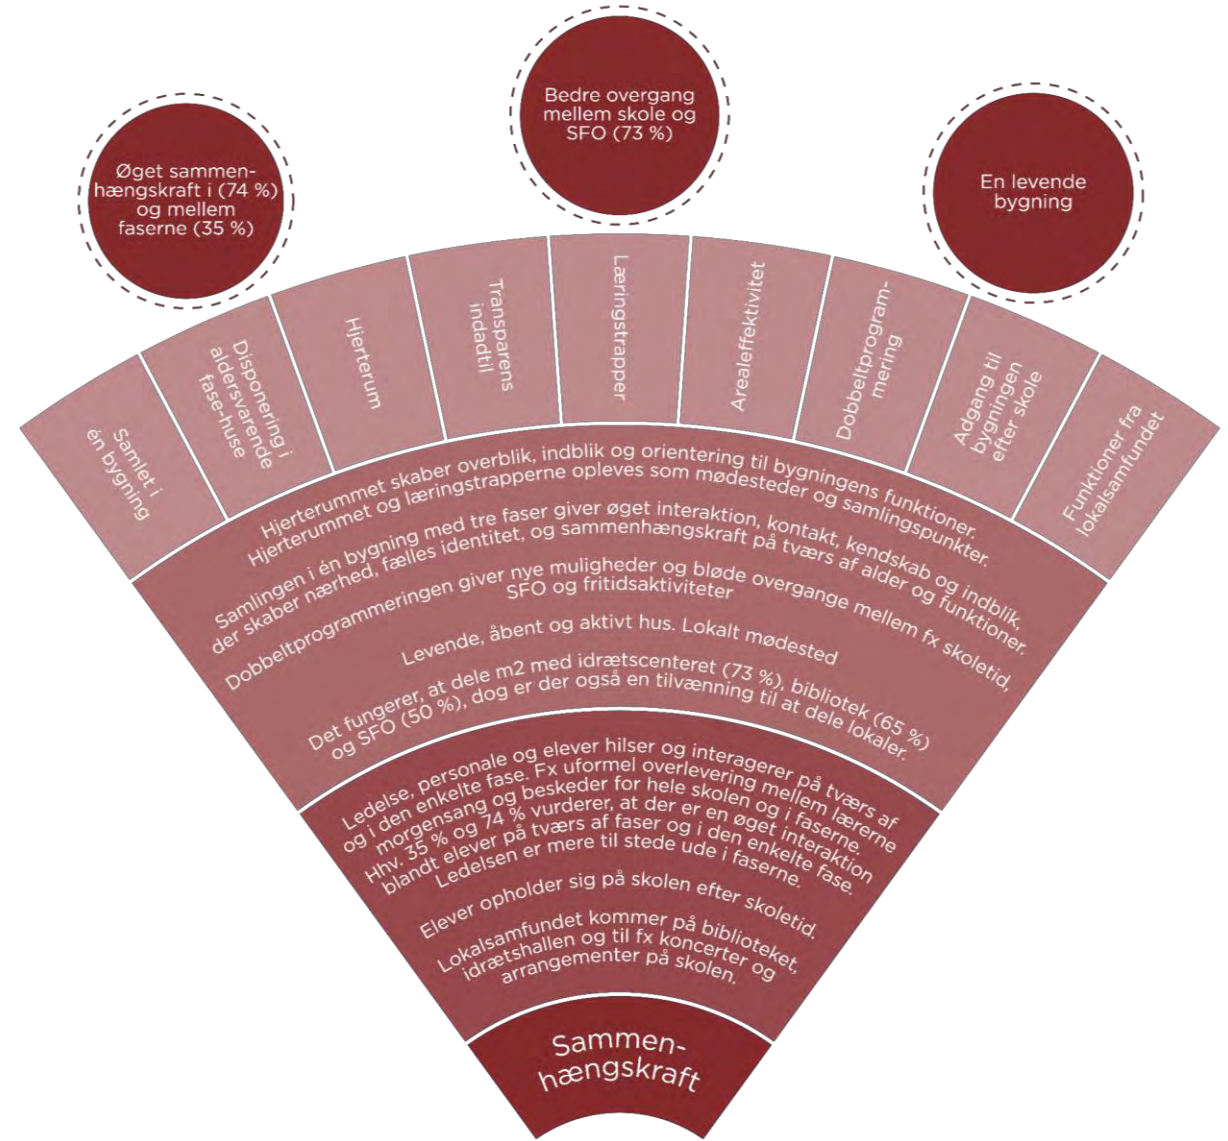 Øget sammen-
hængskraft i (74 %)
og mellem
faserne (35 %)
Bedre overgang
mellem skole og
SFO (73 %)
En levende
bygning
Samlet i
én bygning
Disponering i
aldersvarende
fase-huse
Hjerterum
Transparens
indadtil
Læringstrapper
Arealeffektivitet
Dobbeltprogram-
mering
Adgang til
bygningen
efter skole
Funktioner fra
lokalsamfundet
Hjerterummet skaber overblik, indblik og orientering til bygningens funktioner.
Hjerterummet og læringstrapperne opleves som mødesteder og samlingspunkter.
Samlingen i én bygning med tre faser giver øget interaktion, kontakt, kendskab og indblik,
der skaber nærhed, fælles identitet, og sammenhængskraft på tværs af alder og funktioner.
Dobbeltprogrammeringen giver nye muligheder og bløde overgange mellem fx skoletid,
SFO og fritidsaktiviteter
Levende, åbent og aktivt hus. Lokalt mødested
Det fungerer, at dele m2 med idrætscenteret (73 %), bibliotek (65 %)
og SFO (50 %), dog er der også en tilvænning til at dele lokaler.
Ledelse, personale og elever hilser og interagerer på tværs af
og i den enkelte fase. Fx uformel overlevering mellem lærerne
morgensang og beskeder for hele skolen og i faserne.
Hhv. 35 % og 74 % vurderer, at der er en øget interaktion
blandt elever på tværs af faser og i den enkelte fase.
Ledelsen er mere til stede ude i faserne.
Elever opholder sig på skolen efter skoletid.
Lokalsamfundet kommer på biblioteket,
idrætshallen og til fx koncerter og
arrangementer på skolen.
Sammen-
hængskraft